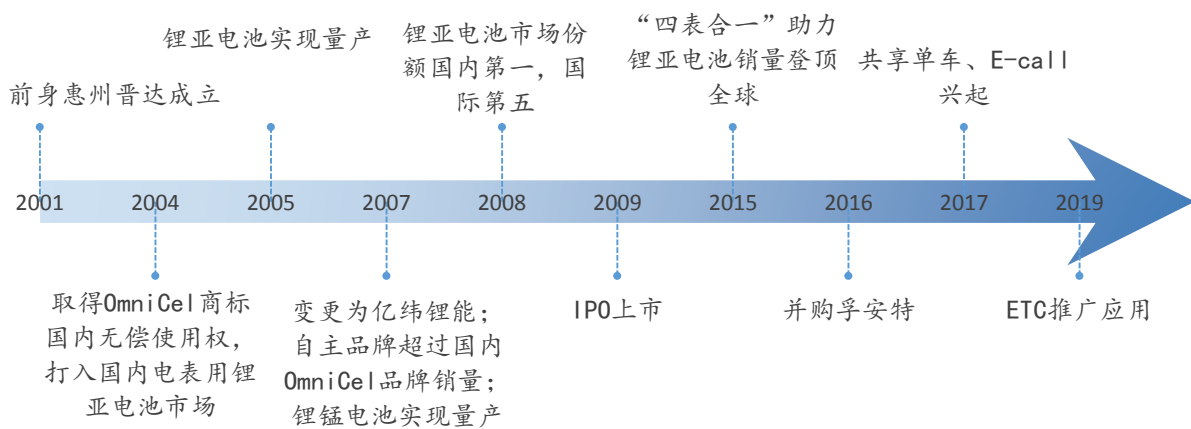 锂亚电池实现量产
锂亚电池市场份
额国内第一，国
际第五
“四表合一”助力
锂亚电池销量登顶
全球
共享单车、E-call
兴起
前身惠州晋达成立
2001
2004
2005
2007
2008
2009
2015
2016
2017
2019
取得OmniCel商标
国内无偿使用权，
打入国内电表用锂
亚电池市场
变更为亿纬锂能；
自主品牌超过国内
OmniCel品牌销量；
锂锰电池实现量产
IPO上市
并购孚安特
ETC推广应用